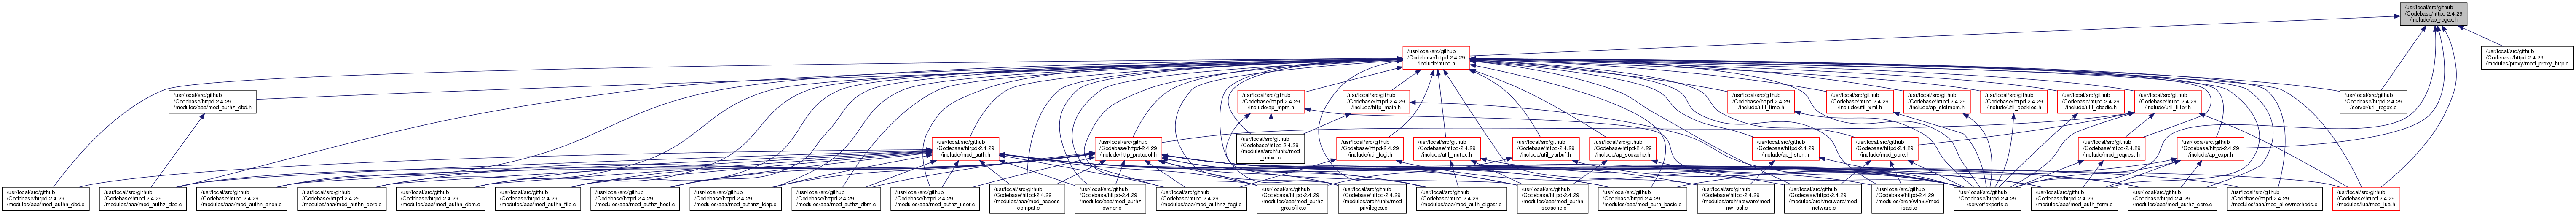 /usr/local/src/github
/Codebase/httpd-2.4.29
/include/ap_regex.h
/usr/local/src/github
/Codebase/httpd-2.4.29
/include/httpd.h
/usr/local/src/github
/Codebase/httpd-2.4.29
/modules/proxy/mod_proxy_http.c
/usr/local/src/github
/Codebase/httpd-2.4.29
/modules/aaa/mod_authz_dbd.h
/usr/local/src/github
/Codebase/httpd-2.4.29
/include/ap_mpm.h
/usr/local/src/github
/Codebase/httpd-2.4.29
/include/http_main.h
/usr/local/src/github
/Codebase/httpd-2.4.29
/include/util_time.h
/usr/local/src/github
/Codebase/httpd-2.4.29
/include/util_xml.h
/usr/local/src/github
/Codebase/httpd-2.4.29
/include/ap_slotmem.h
/usr/local/src/github
/Codebase/httpd-2.4.29
/include/util_cookies.h
/usr/local/src/github
/Codebase/httpd-2.4.29
/include/util_ebcdic.h
/usr/local/src/github
/Codebase/httpd-2.4.29
/include/util_filter.h
/usr/local/src/github
/Codebase/httpd-2.4.29
/server/util_regex.c
/usr/local/src/github
/Codebase/httpd-2.4.29
/include/mod_auth.h
/usr/local/src/github
/Codebase/httpd-2.4.29
/include/http_protocol.h
/usr/local/src/github
/Codebase/httpd-2.4.29
/modules/arch/unix/mod
_unixd.c
/usr/local/src/github
/Codebase/httpd-2.4.29
/include/util_fcgi.h
/usr/local/src/github
/Codebase/httpd-2.4.29
/include/util_mutex.h
/usr/local/src/github
/Codebase/httpd-2.4.29
/include/util_varbuf.h
/usr/local/src/github
/Codebase/httpd-2.4.29
/include/ap_socache.h
/usr/local/src/github
/Codebase/httpd-2.4.29
/include/ap_listen.h
/usr/local/src/github
/Codebase/httpd-2.4.29
/include/mod_core.h
/usr/local/src/github
/Codebase/httpd-2.4.29
/include/mod_request.h
/usr/local/src/github
/Codebase/httpd-2.4.29
/include/ap_expr.h
/usr/local/src/github
/Codebase/httpd-2.4.29
/modules/aaa/mod_authn_dbd.c
/usr/local/src/github
/Codebase/httpd-2.4.29
/modules/aaa/mod_authz_dbd.c
/usr/local/src/github
/Codebase/httpd-2.4.29
/modules/aaa/mod_authn_anon.c
/usr/local/src/github
/Codebase/httpd-2.4.29
/modules/aaa/mod_authn_core.c
/usr/local/src/github
/Codebase/httpd-2.4.29
/modules/aaa/mod_authn_dbm.c
/usr/local/src/github
/Codebase/httpd-2.4.29
/modules/aaa/mod_authn_file.c
/usr/local/src/github
/Codebase/httpd-2.4.29
/modules/aaa/mod_authz_host.c
/usr/local/src/github
/Codebase/httpd-2.4.29
/modules/aaa/mod_authnz_ldap.c
/usr/local/src/github
/Codebase/httpd-2.4.29
/modules/aaa/mod_authz_dbm.c
/usr/local/src/github
/Codebase/httpd-2.4.29
/modules/aaa/mod_authz_user.c
/usr/local/src/github
/Codebase/httpd-2.4.29
/modules/aaa/mod_access
_compat.c
/usr/local/src/github
/Codebase/httpd-2.4.29
/modules/aaa/mod_authz
_owner.c
/usr/local/src/github
/Codebase/httpd-2.4.29
/modules/aaa/mod_authnz_fcgi.c
/usr/local/src/github
/Codebase/httpd-2.4.29
/modules/aaa/mod_authz
_groupfile.c
/usr/local/src/github
/Codebase/httpd-2.4.29
/modules/arch/unix/mod
_privileges.c
/usr/local/src/github
/Codebase/httpd-2.4.29
/modules/aaa/mod_auth_digest.c
/usr/local/src/github
/Codebase/httpd-2.4.29
/modules/aaa/mod_authn
_socache.c
/usr/local/src/github
/Codebase/httpd-2.4.29
/modules/aaa/mod_auth_basic.c
/usr/local/src/github
/Codebase/httpd-2.4.29
/modules/arch/netware/mod
_nw_ssl.c
/usr/local/src/github
/Codebase/httpd-2.4.29
/modules/arch/netware/mod
_netware.c
/usr/local/src/github
/Codebase/httpd-2.4.29
/modules/arch/win32/mod
_isapi.c
/usr/local/src/github
/Codebase/httpd-2.4.29
/server/exports.c
/usr/local/src/github
/Codebase/httpd-2.4.29
/modules/aaa/mod_auth_form.c
/usr/local/src/github
/Codebase/httpd-2.4.29
/modules/aaa/mod_authz_core.c
/usr/local/src/github
/Codebase/httpd-2.4.29
/modules/aaa/mod_allowmethods.c
/usr/local/src/github
/Codebase/httpd-2.4.29
/modules/lua/mod_lua.h